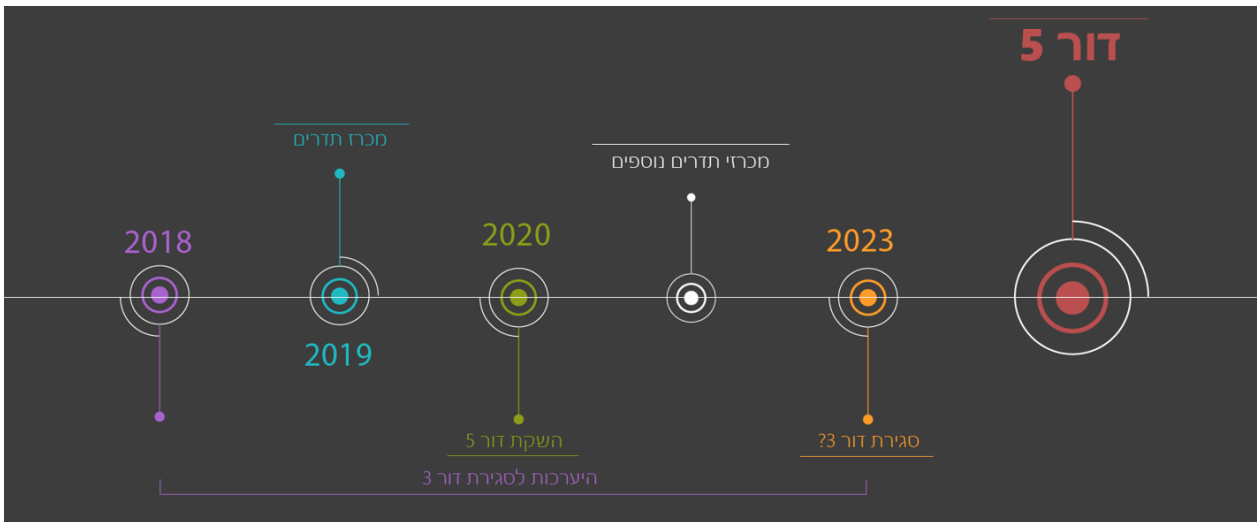 דור 5
מכרז תדרים
מכרזי תדרים נוספים
2018
2020
2023
2019
השקת דור 5
סגירת דור 3?
היערכות לסגירת דור 3